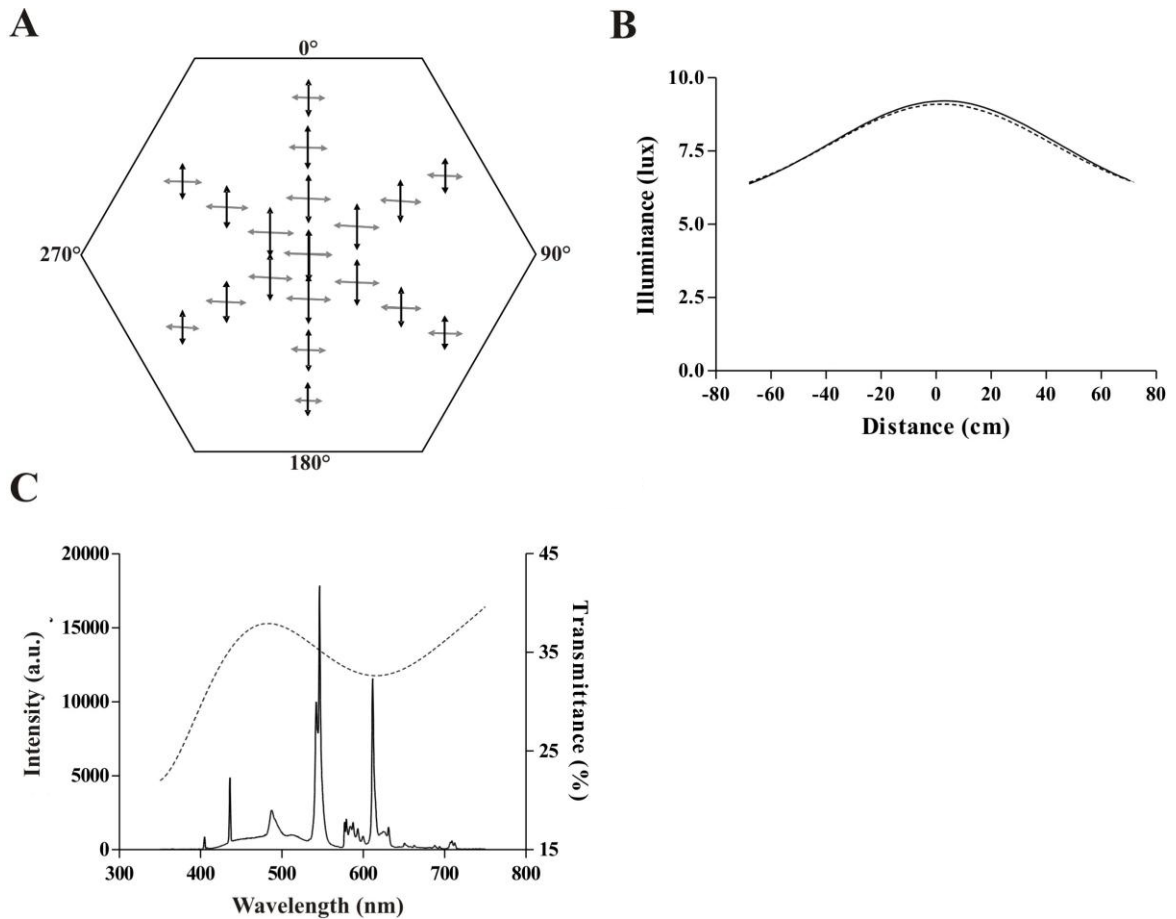 A
0°
270°
90°
180°
B
10.0
7.5
5.0
2.5
0.0
Illuminance (lux)
-80 -60 -40 -20 0 20 40 60 80
Distance (cm)
C
20000
15000
10000
5000
0
Intensity (a.u.)
45
35
25
15
Transmittance (%)
300 400 500 600 700 800
Wavelength (nm)